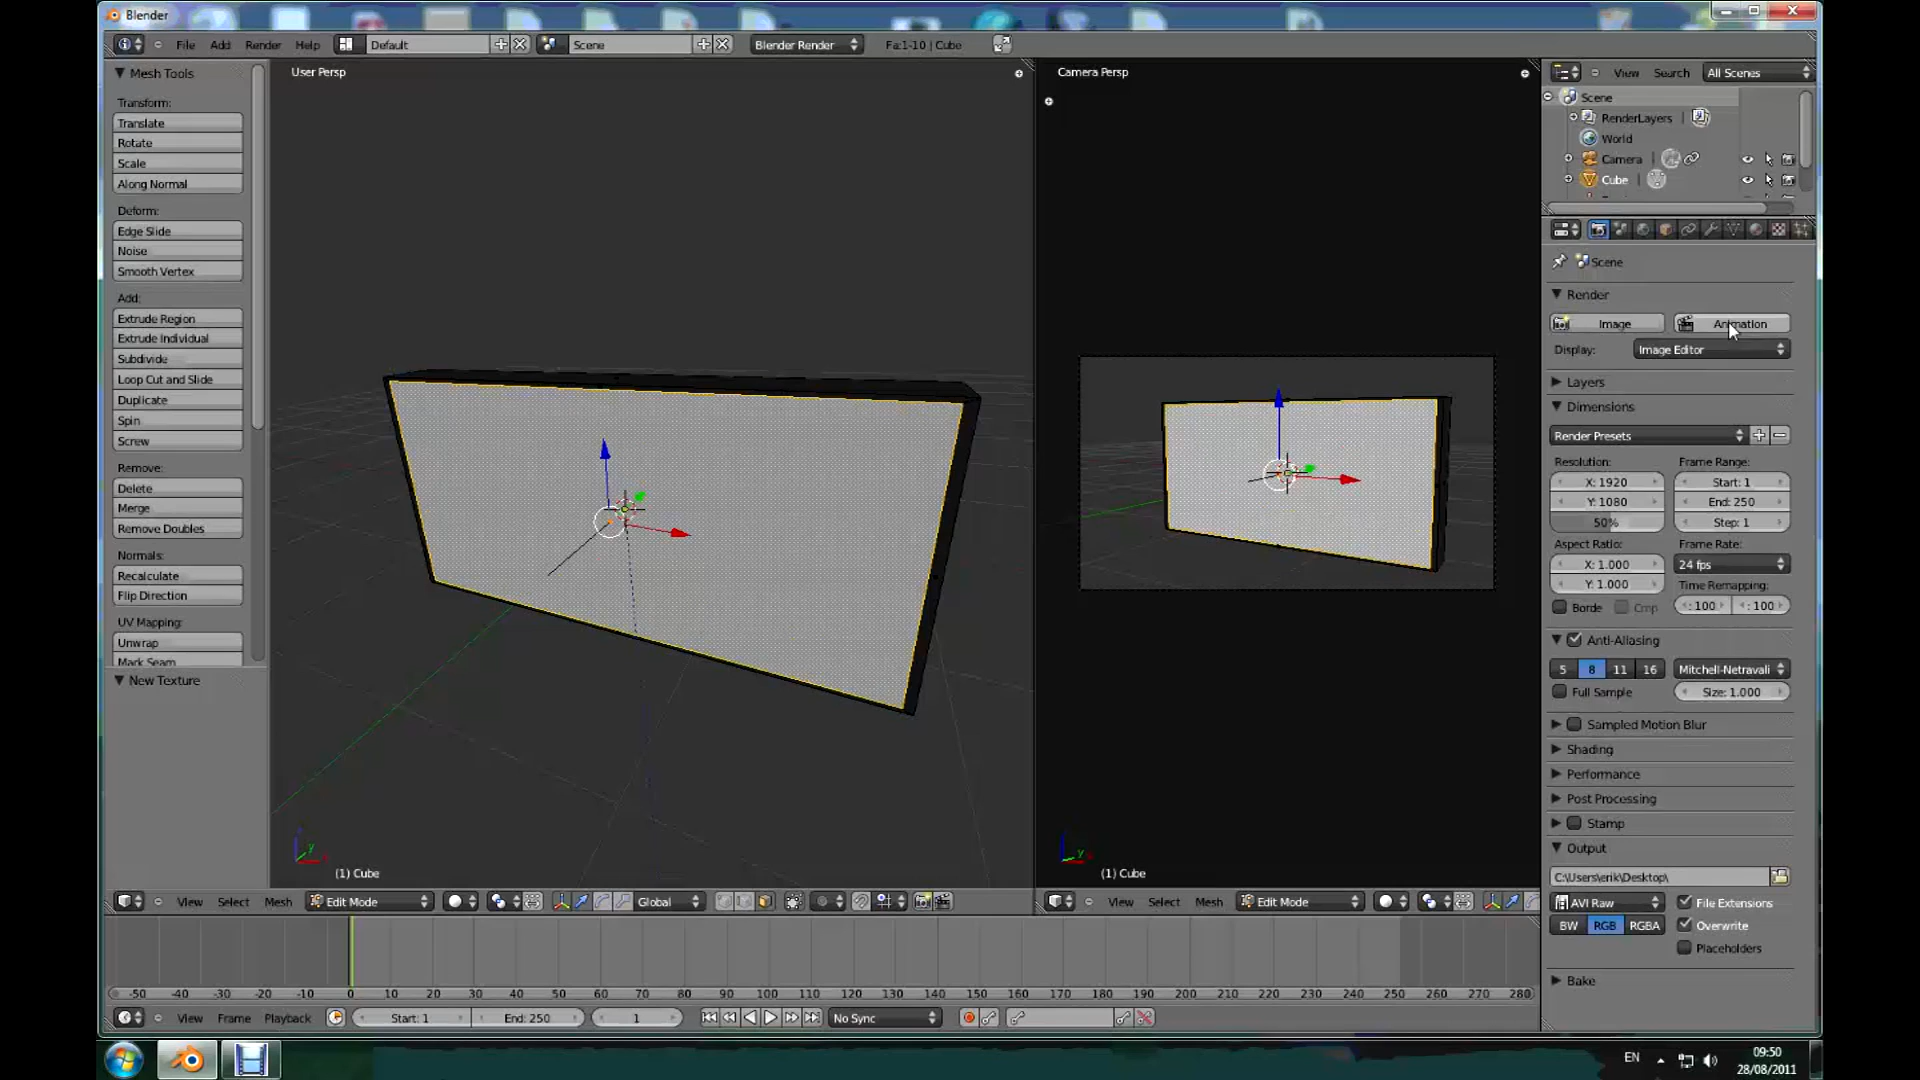 Blender
File Add Render Help Default Scene Blender Render Fa:1-10 | Cube
Mesh Tools
Transform:
Translate
Rotate
Scale
Along Normal
Deform:
Edge Slide
Noise
Smooth Vertex
Add:
Extrude Region
Extrude Individual
Subdivide
Loop Cut and Slide
Duplicate
Spin
Screw
Remove:
Delete
Merge
Remove Doubles
Normals:
Recalculate
Flip Direction
UV Mapping:
Unwrap
Mark Seam
New Texture
User Persp
(1) Cube
View Select Mesh Edit Mode Global
Camera Persp
(1) Cube
View Select Mesh Edit Mode
View Search All Scenes
Scene
RenderLayers |
World
Camera |
Cube |
Scene
Render
Image Animation
Display: Image Editor
Layers
Dimensions
Render Presets
Resolution: Frame Range:
X: 1920 Start: 1
Y: 1080 End: 250
50% Step: 1
Aspect Ratio: Frame Rate:
X: 1.000 24 fps
Y: 1.000 Time Remapping:
Borde Crop : 100 : 100
Anti-Aliasing
5 8 11 16 Mitchell-Netravali
Full Sample Size: 1.000
Sampled Motion Blur
Shading
Performance
Post Processing
Stamp
Output
C:\Users\erik\Desktop\
AVI Raw File Extensions
BW RGB RGBA Overwrite
Placeholders
Bake
-50 -40 -30 -20 -10 0 10 20 30 40 50 60 70 80 90 100 110 120 130 140 150 160 170 180 190 200 210 220 230 240 250 260 270 280
View Frame Playback Start: 1 End: 250 1 No Sync
EN 09:50
28/08/2011